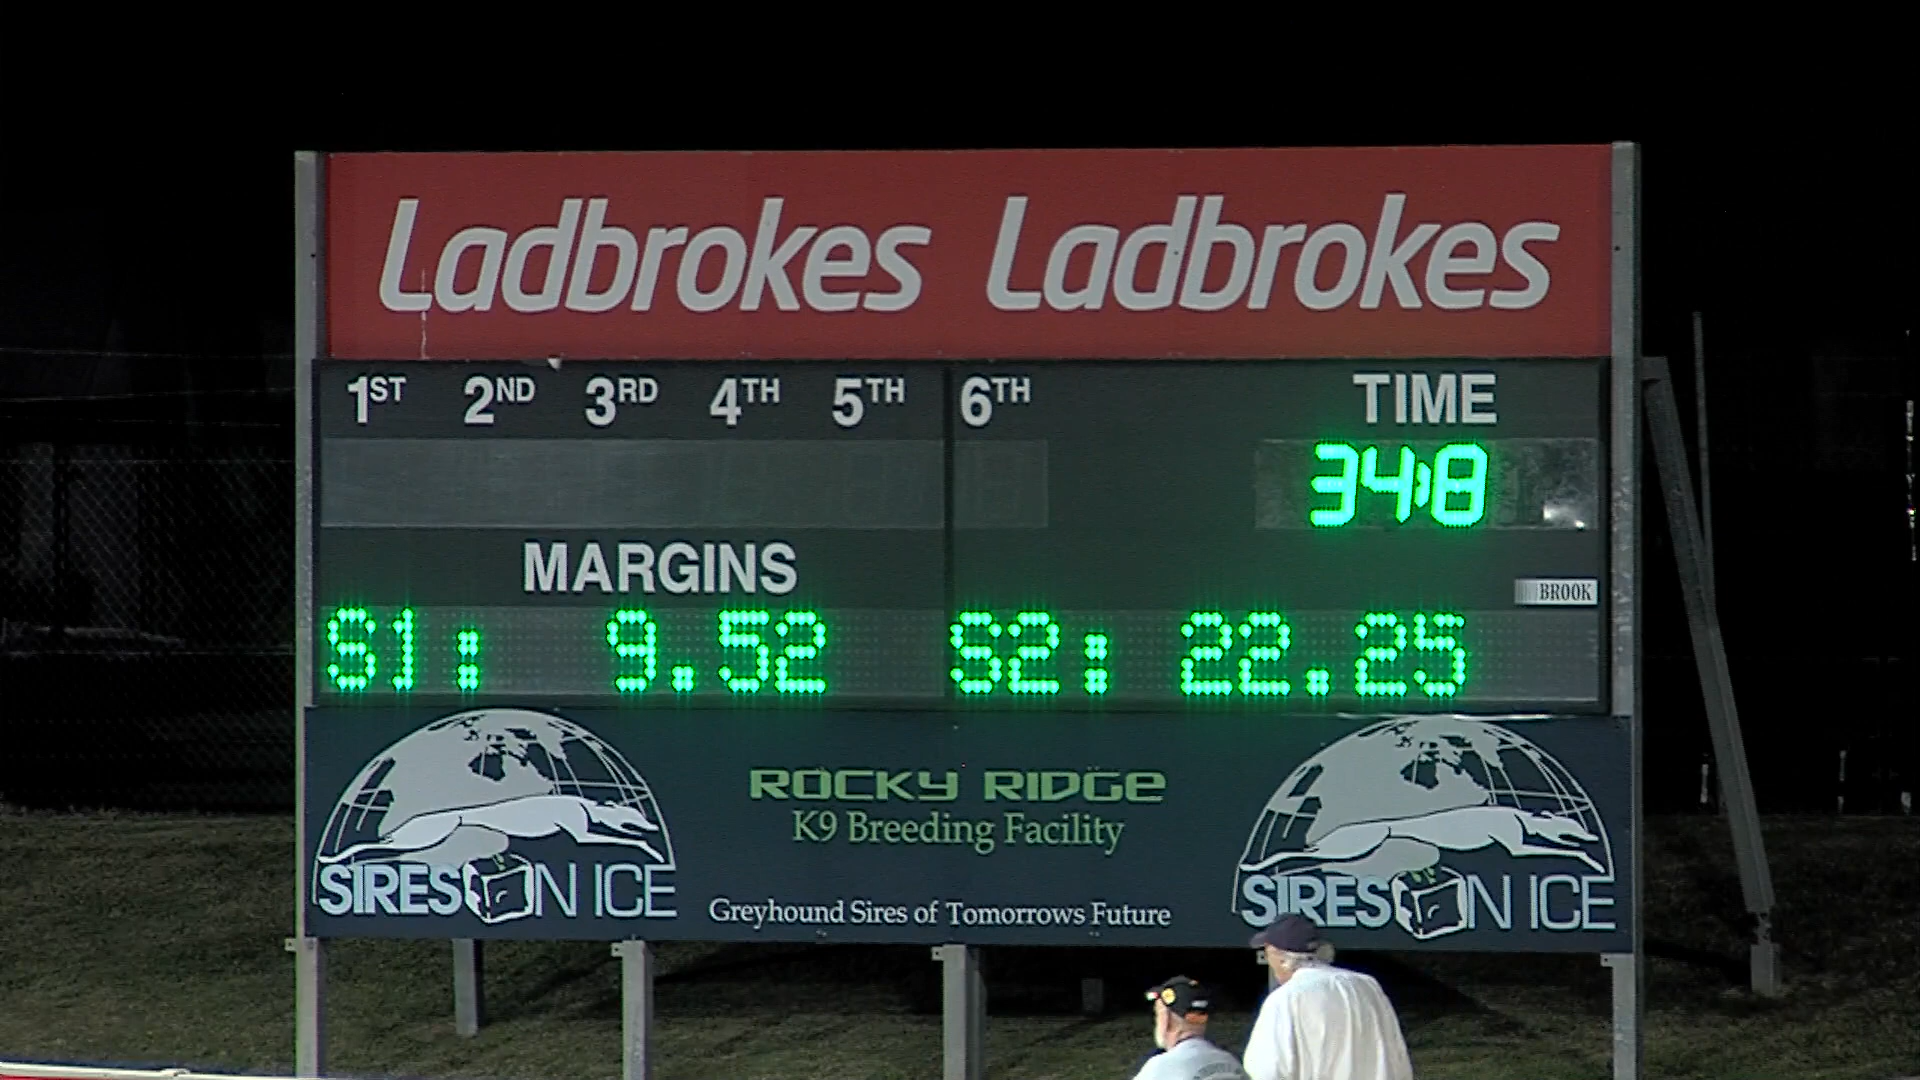 Ladbrokes Ladbrokes
1ST 2ND 3RD 4TH 5TH 6TH TIME
34:8
MARGINS
BROOK
S1: 9.52 S2: 22.25
ROCKY RIDGE
K9 Breeding Facility
SIRES ON ICE
Greyhound Sires of Tomorrows Future
SIRES ON ICE